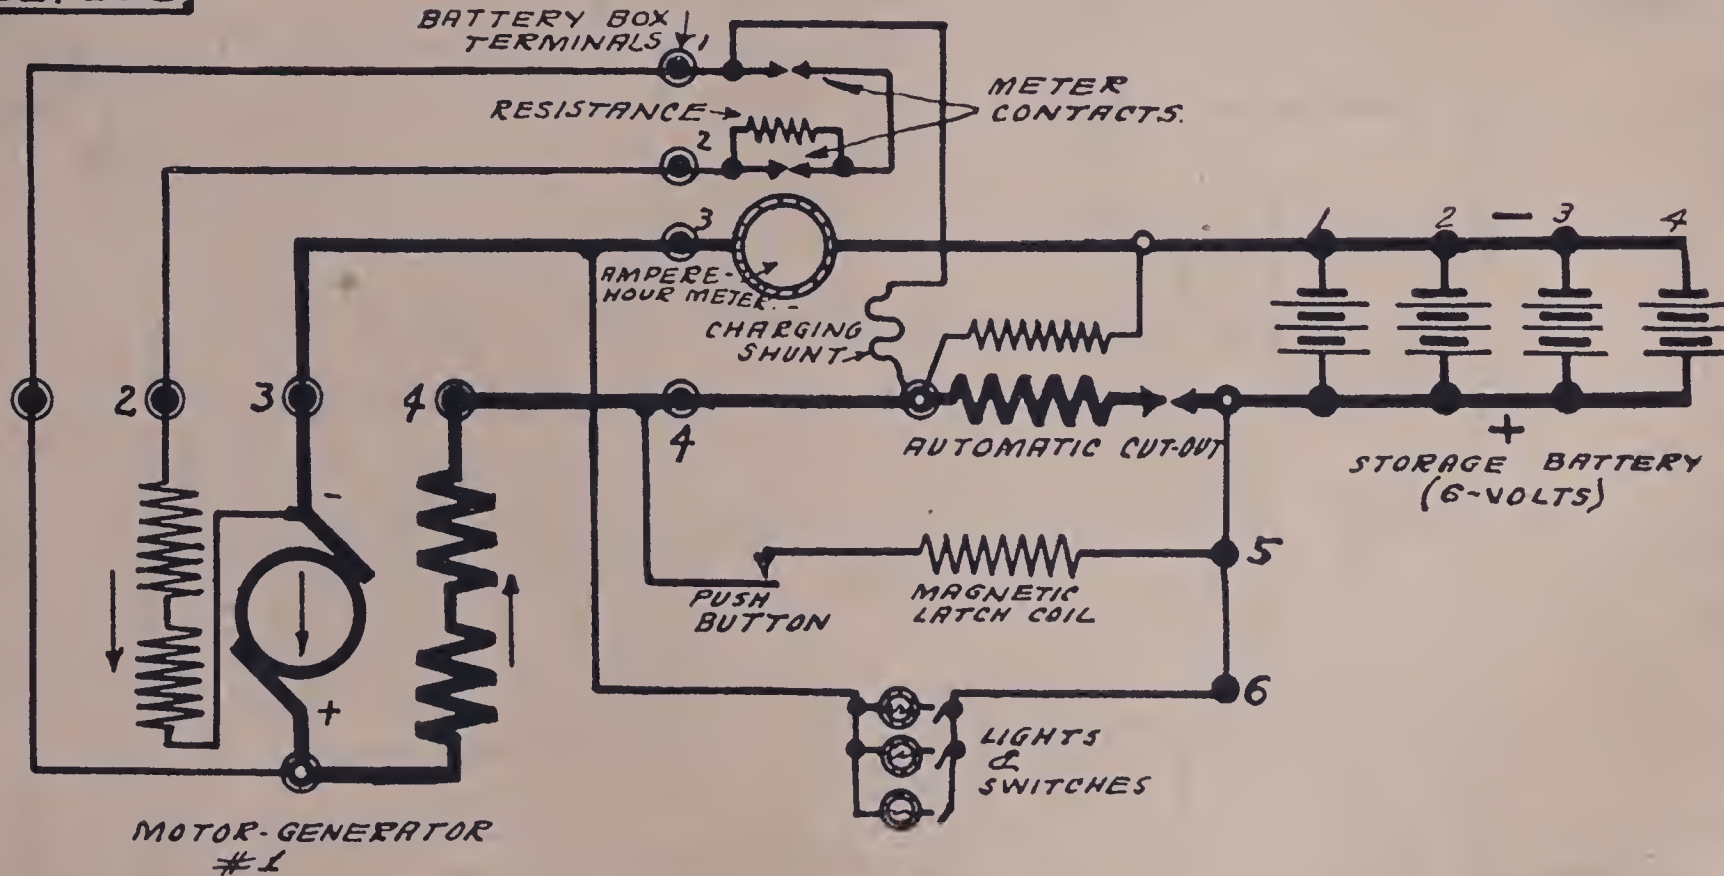 BATTERY BOX
TERMINALS
1
RESISTANCE
2
METER
CONTACTS.
3
AMPERE-
HOUR METER.
CHARGING
SHUNT
1 2 — 3 4
2 3 4
4
AUTOMATIC CUT-OUT
+
STORAGE BATTERY
(6-VOLTS)
-
+
PUSH
BUTTON
MAGNETIC
LATCH COIL
5
6
LIGHTS
&
SWITCHES
MOTOR-GENERATOR
#1